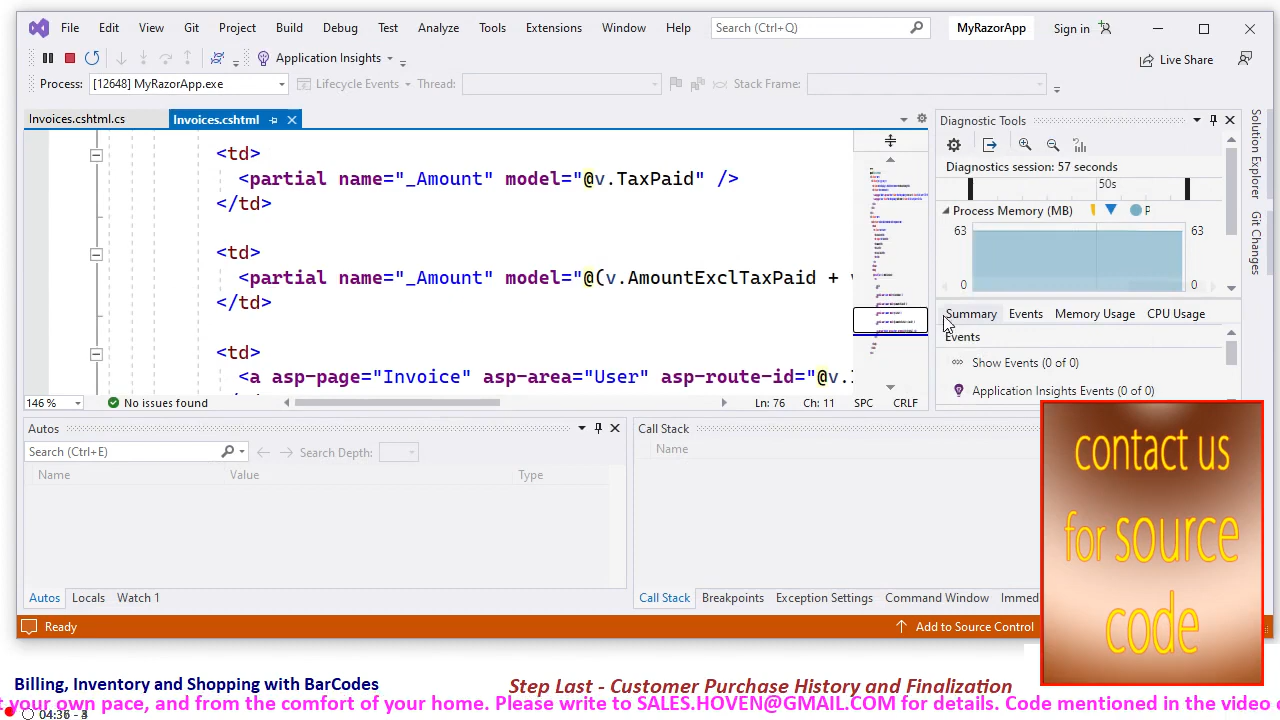 File Edit View Git Project Build Debug Test Analyze Tools Extensions Window Help Search (Ctrl+Q) MyRazorApp Sign in
Application Insights Live Share
Process: [12648] MyRazorApp.exe Lifecycle Events Thread: Stack Frame:
Invoices.cshtml.cs Invoices.cshtml
<td>
<partial name="_Amount" model="@v.TaxPaid" />
</td>
<td>
<partial name="_Amount" model="@(v.AmountExclTaxPaid +
</td>
<td>
<a asp-page="Invoice" asp-area="User" asp-route-id="@v.
146 % No issues found Ln: 76 Ch: 11 SPC CRLF
Diagnostic Tools
Diagnostics session: 57 seconds
50s
Process Memory (MB) P
63 63
0 0
Summary Events Memory Usage CPU Usage
Events
Show Events (0 of 0)
Application Insights Events (0 of 0)
Solution Explorer
Git Changes
Autos
Search (Ctrl+E) Search Depth:
Name Value Type
Autos Locals Watch 1
Call Stack
Name
Call Stack Breakpoints Exception Settings Command Window Immed
Ready Add to Source Control
contact us
for source
code
Billing, Inventory and Shopping with BarCodes
Step Last - Customer Purchase History and Finalization
t your own pace, and from the comfort of your home. Please write to SALES.HOVEN@GMAIL.COM for details. Code mentioned in the video